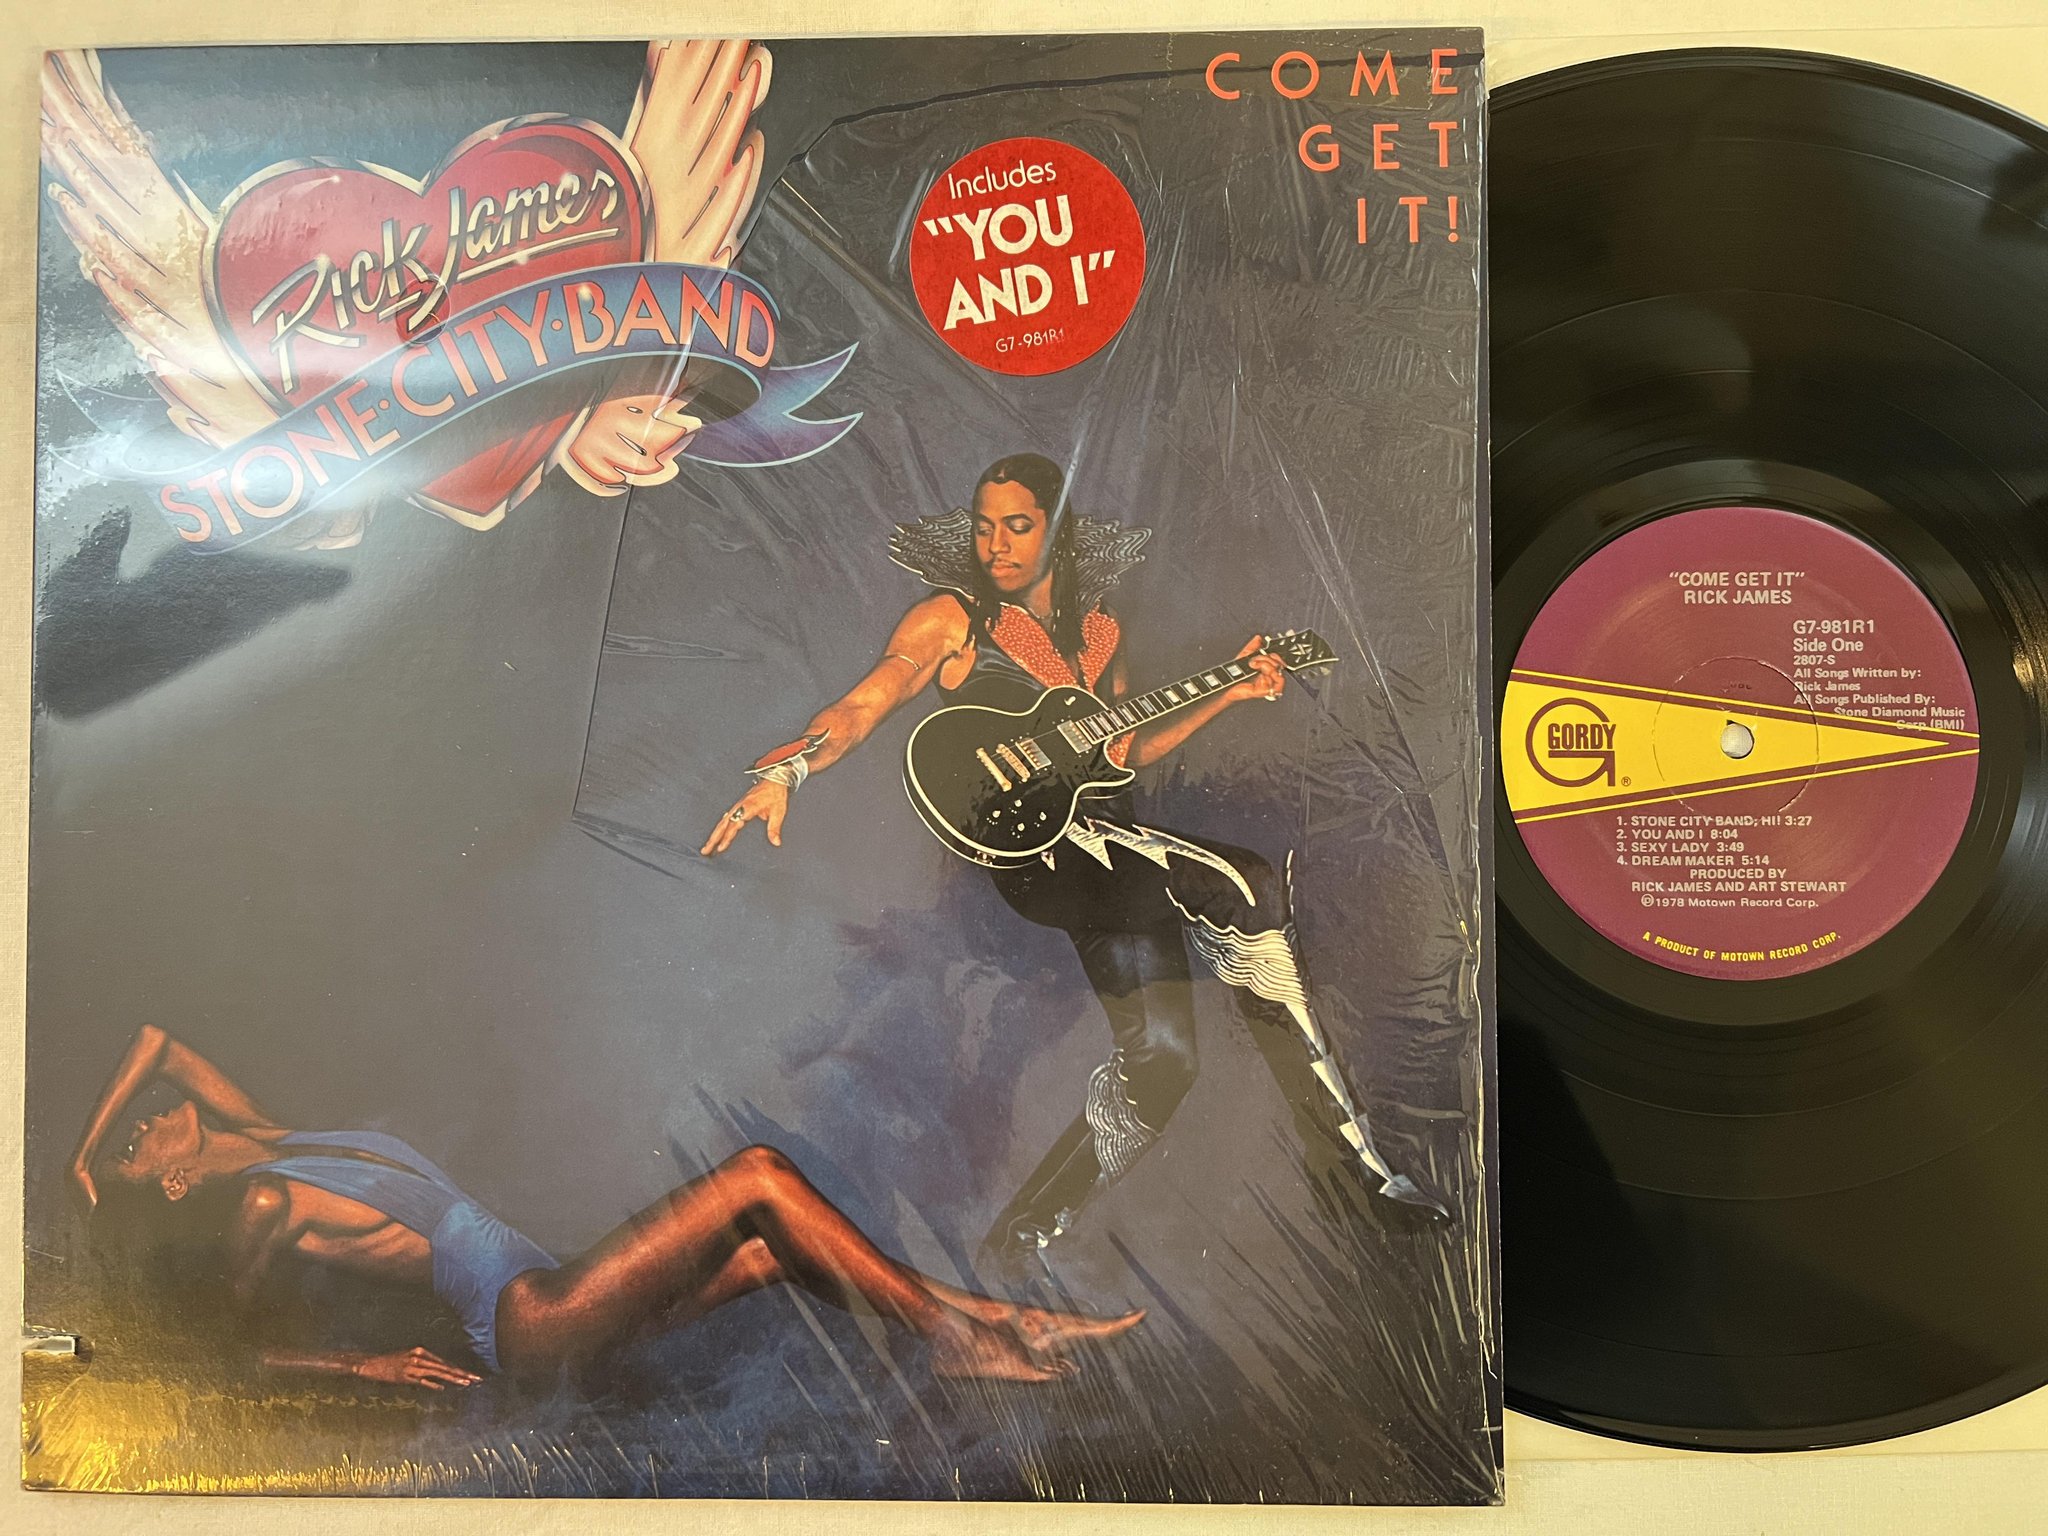 Rick James
STONE·CITY·BAND
COME
GET
IT!
Includes
"YOU
AND I"
G7-981R1
"COME GET IT"
RICK JAMES
G7-981R1
Side One
2807-S
All Songs Written by:
Rick James
All Songs Published By:
Stone Diamond Music
Corp (BMI)
GORDY
®
1. STONE CITY BAND, HI! 3:27
2. YOU AND I 8:04
3. SEXY LADY 3:49
4. DREAM MAKER 5:14
PRODUCED BY
RICK JAMES AND ART STEWART
℗1978 Motown Record Corp.
A PRODUCT OF MOTOWN RECORD CORP.